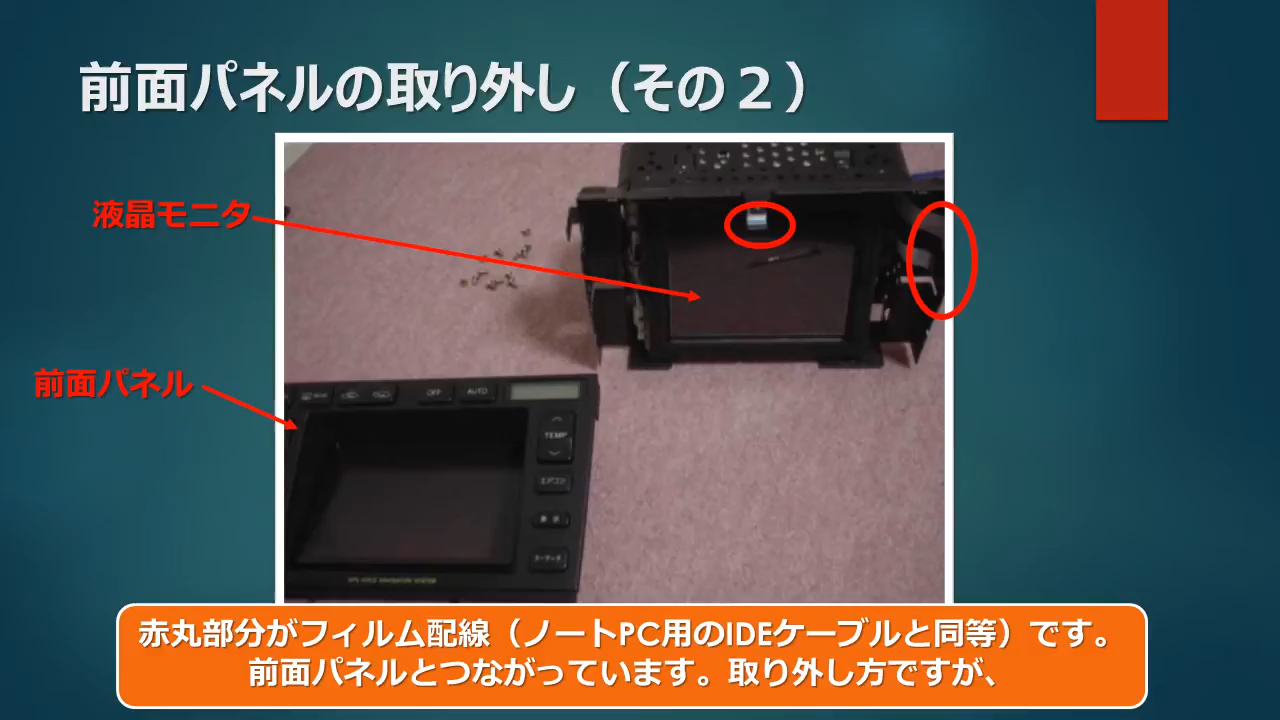 前面パネルの取り外し（その２）
液晶モニタ
前面パネル
OFF
AUTO
TEMP
エアコン
赤丸部分がフィルム配線（ノートPC用のIDEケーブルと同等）です。
前面パネルとつながっています。取り外し方ですが、